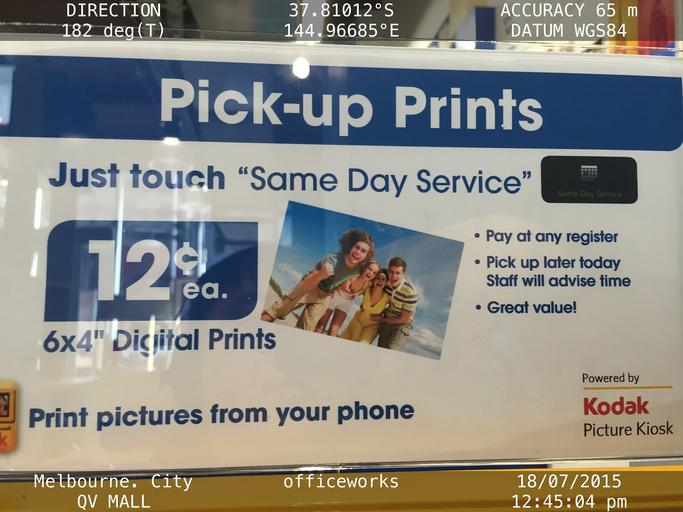 DIRECTION 37.81012°S ACCURACY 65 m
182 deg(T) 144.96685°E DATUM WGS84
Pick-up Prints
Just touch “Same Day Service”
Same Day Service
12¢ ea.
6x4" Digital Prints
• Pay at any register
• Pick up later today
Staff will advise time
• Great value!
Print pictures from your phone
Powered by
Kodak
Picture Kiosk
Melbourne. City officeworks 18/07/2015
QV MALL 12:45:04 pm